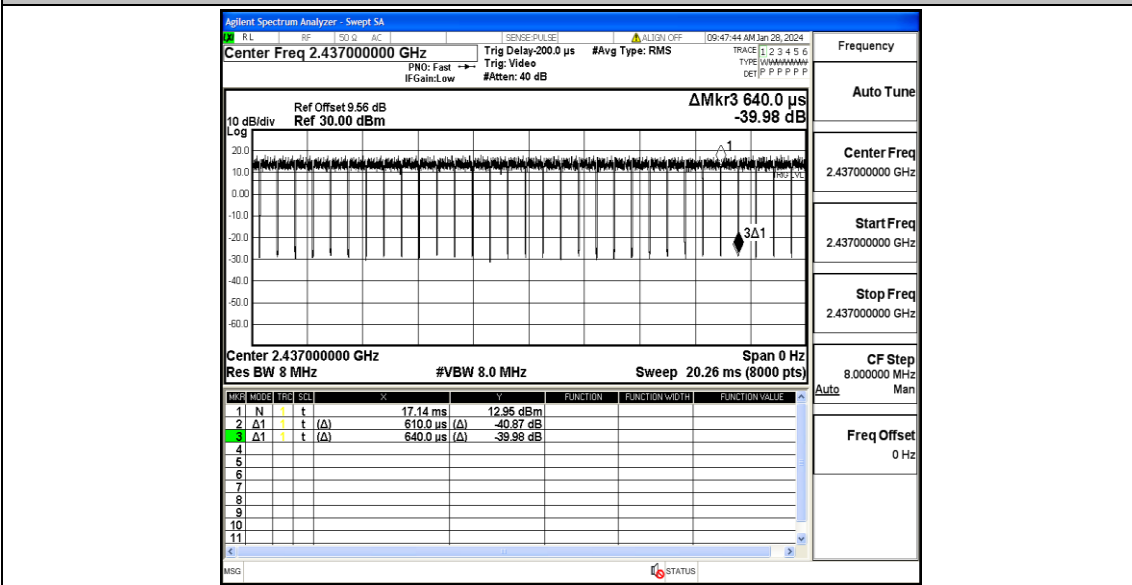 Agilent Spectrum Analyzer - Swept SA
RL RF 50 Ω AC SENSE:PULSE ALIGN OFF 09:47:44 AM Jan 28, 2024
Center Freq 2.437000000 GHz
PNO: Fast
IFGain:Low
Trig Delay-200.0 µs
Trig: Video
#Atten: 40 dB
#Avg Type: RMS
TRACE 1 2 3 4 5 6
TYPE
DET P P P P P P
Frequency
Auto Tune
ΔMkr3 640.0 µs
-39.98 dB
Ref Offset 9.56 dB
10 dB/div Ref 30.00 dBm
Log
20.0
10.0
0.00
-10.0
-20.0
-30.0
-40.0
-50.0
-60.0
1
TRIG LVL
3Δ1
Center Freq
2.437000000 GHz
Start Freq
2.437000000 GHz
Stop Freq
2.437000000 GHz
CF Step
8.000000 MHz
Auto Man
Freq Offset
0 Hz
Center 2.437000000 GHz Span 0 Hz
Res BW 8 MHz #VBW 8.0 MHz Sweep 20.26 ms (8000 pts)
MKR MODE TRC SCL X Y FUNCTION FUNCTION WIDTH FUNCTION VALUE
1 N 1 t 17.14 ms 12.95 dBm
2 Δ1 1 t (Δ) 610.0 µs (Δ) -40.87 dB
3 Δ1 1 t (Δ) 640.0 µs (Δ) -39.98 dB
4
5
6
7
8
9
10
11
MSG STATUS